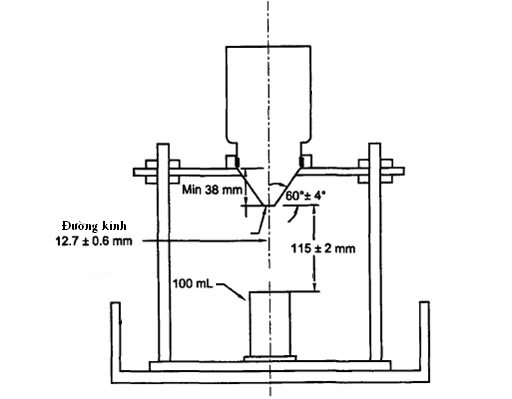 Min 38 mm
60°± 4°
Đường kính
12.7 ± 0.6 mm
115 ± 2 mm
100 mL